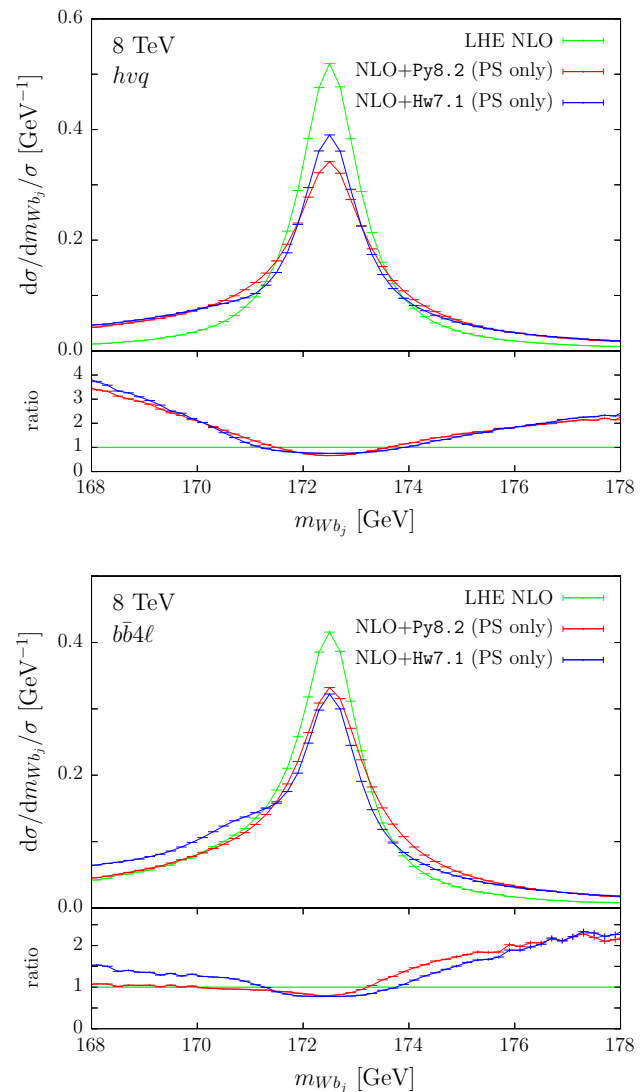 8 TeV
hvq
LHE NLO
NLO+Py8.2 (PS only)
NLO+Hw7.1 (PS only)
dσ/dm_{Wb_j}/σ [GeV⁻¹]
0.6
0.4
0.2
0.0
ratio
4
3
2
1
0
168 170 172 174 176 178
m_{Wb_j} [GeV]
8 TeV
bb̄4ℓ
LHE NLO
NLO+Py8.2 (PS only)
NLO+Hw7.1 (PS only)
dσ/dm_{Wb_j}/σ [GeV⁻¹]
0.4
0.2
0.0
ratio
2
1
0
168 170 172 174 176 178
m_{Wb_j} [GeV]